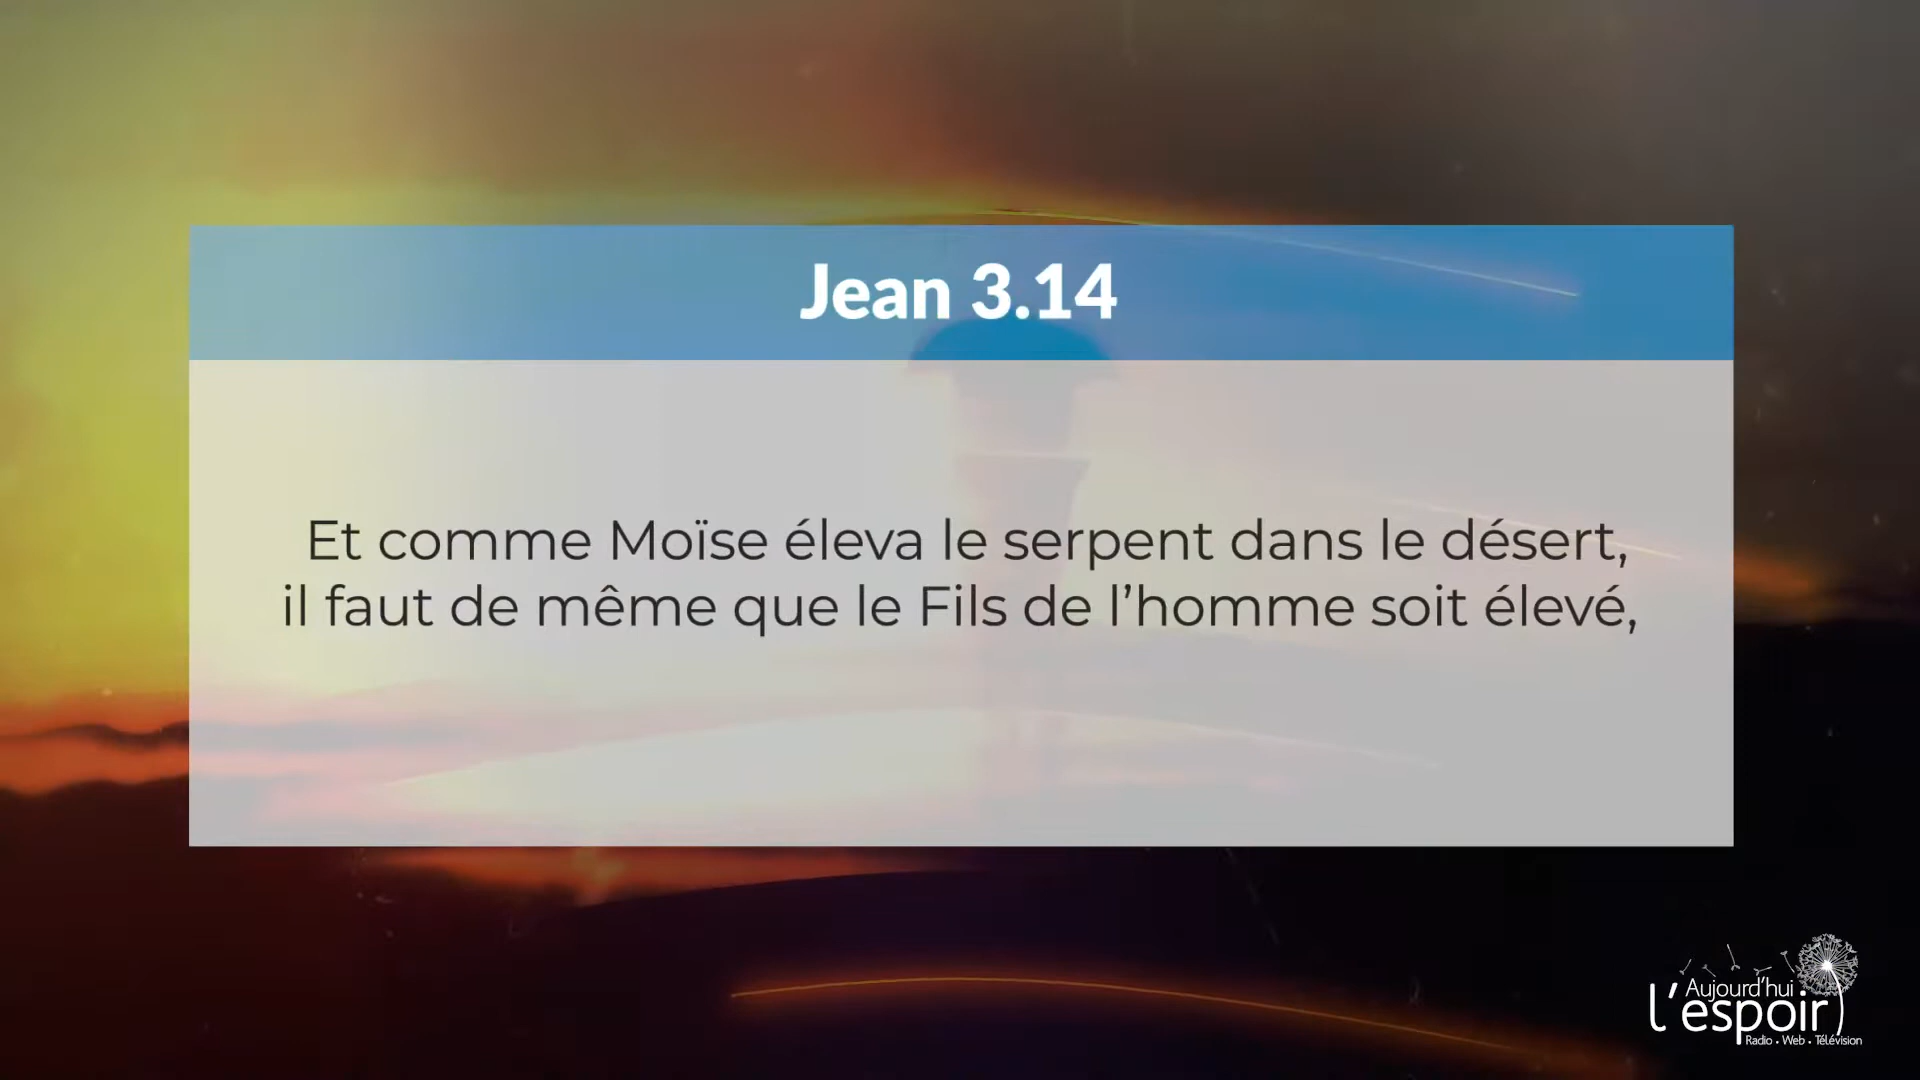 Jean 3.14
Et comme Moïse éleva le serpent dans le désert,
il faut de même que le Fils de l’homme soit élevé,
Aujourd'hui
l'espoir
Radio • Web • Télévision